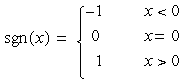 −1 x < 0
sgn(x) = 0 x = 0
1 x > 0